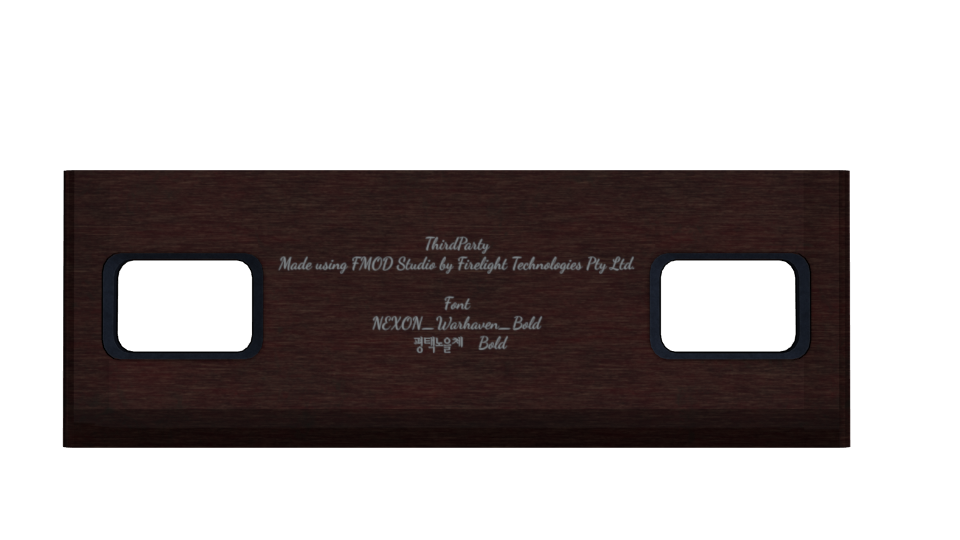 ThirdParty
Made using FMOD Studio by Firelight Technologies Pty Ltd.
Font
NEXON_Warhaven_Bold
평택노을체 Bold